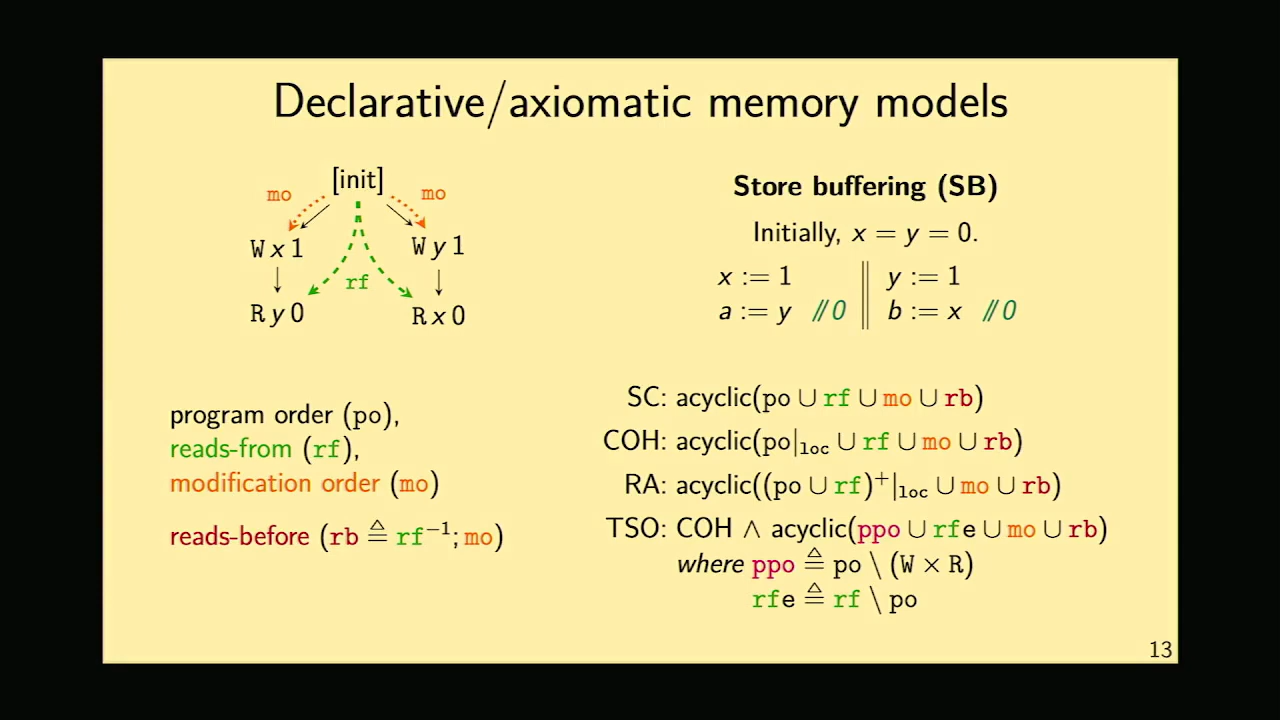 Declarative/axiomatic memory models
[init]
mo
mo
W x 1
W y 1
rf
R y 0
R x 0
Store buffering (SB)
Initially, x = y = 0.
x := 1 ‖ y := 1
a := y //0 ‖ b := x //0
program order (po),
reads-from (rf),
modification order (mo)
reads-before (rb ≜ rf⁻¹; mo)
SC: acyclic(po ∪ rf ∪ mo ∪ rb)
COH: acyclic(po|loc ∪ rf ∪ mo ∪ rb)
RA: acyclic((po ∪ rf)⁺|loc ∪ mo ∪ rb)
TSO: COH ∧ acyclic(ppo ∪ rfe ∪ mo ∪ rb)
where ppo ≜ po \ (W × R)
rfe ≜ rf \ po
13